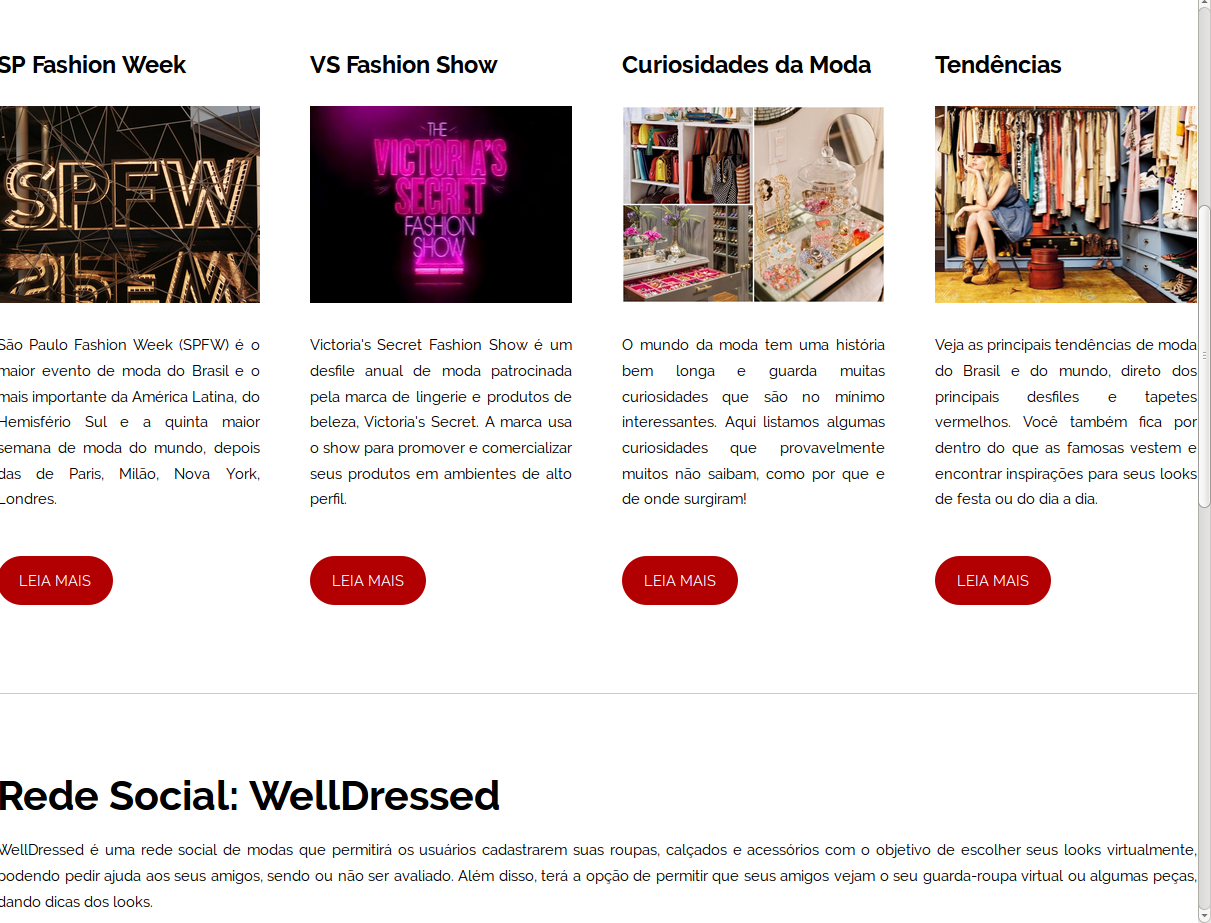 SP Fashion Week
VS Fashion Show
Curiosidades da Moda
Tendências
SPFW
THE
VICTORIA'S
SECRET
FASHION
SHOW
São Paulo Fashion Week (SPFW) é o
maior evento de moda do Brasil e o
mais importante da América Latina, do
Hemisfério Sul e a quinta maior
semana de moda do mundo, depois
das de Paris, Milão, Nova York,
Londres.
Victoria's Secret Fashion Show é um
desfile anual de moda patrocinada
pela marca de lingerie e produtos de
beleza, Victoria's Secret. A marca usa
o show para promover e comercializar
seus produtos em ambientes de alto
perfil.
O mundo da moda tem uma história
bem longa e guarda muitas
curiosidades que são no mínimo
interessantes. Aqui listamos algumas
curiosidades que provavelmente
muitos não saibam, como por que e
de onde surgiram!
Veja as principais tendências de moda
do Brasil e do mundo, direto dos
principais desfiles e tapetes
vermelhos. Você também fica por
dentro do que as famosas vestem e
encontrar inspirações para seus looks
de festa ou do dia a dia.
LEIA MAIS
LEIA MAIS
LEIA MAIS
LEIA MAIS
Rede Social: WellDressed
WellDressed é uma rede social de modas que permitirá os usuários cadastrarem suas roupas, calçados e acessórios com o objetivo de escolher seus looks virtualmente,
podendo pedir ajuda aos seus amigos, sendo ou não ser avaliado. Além disso, terá a opção de permitir que seus amigos vejam o seu guarda-roupa virtual ou algumas peças,
dando dicas dos looks.